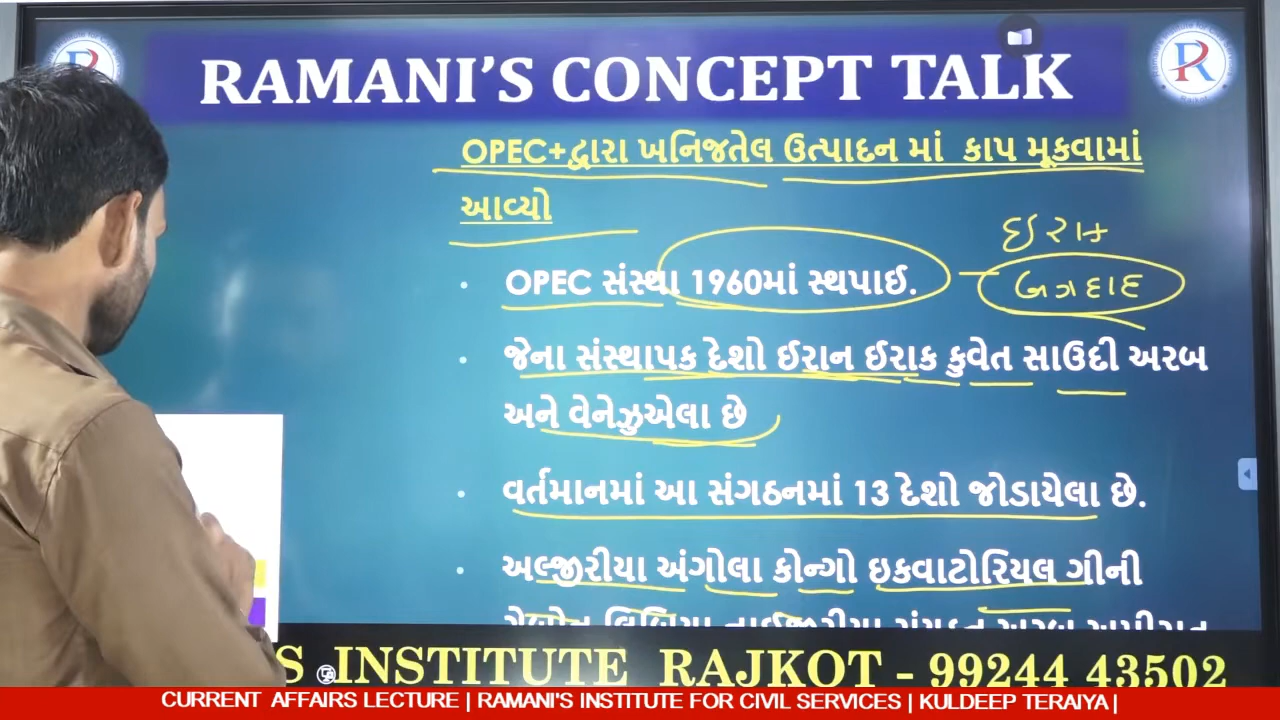 RAMANI'S CONCEPT TALK
OPEC+દ્વારા ખનિજતેલ ઉત્પાદન માં કાપ મૂકવામાં
આવ્યો
ઈરાક
OPEC સંસ્થા 1960માં સ્થપાઈ.
બગદાદ
જેના સંસ્થાપક દેશો ઈરાન ઈરાક કુવેત સાઉદી અરબ
અને વેનેઝુએલા છે
વર્તમાનમાં આ સંગઠનમાં 13 દેશો જોડાયેલા છે.
અલ્જીરીયા અંગોલા કોન્ગો ઇકવાટોરિયલ ગીની
S INSTITUTE RAJKOT - 99244 43502
CURRENT AFFAIRS LECTURE | RAMANI'S INSTITUTE FOR CIVIL SERVICES | KULDEEP TERAIYA |